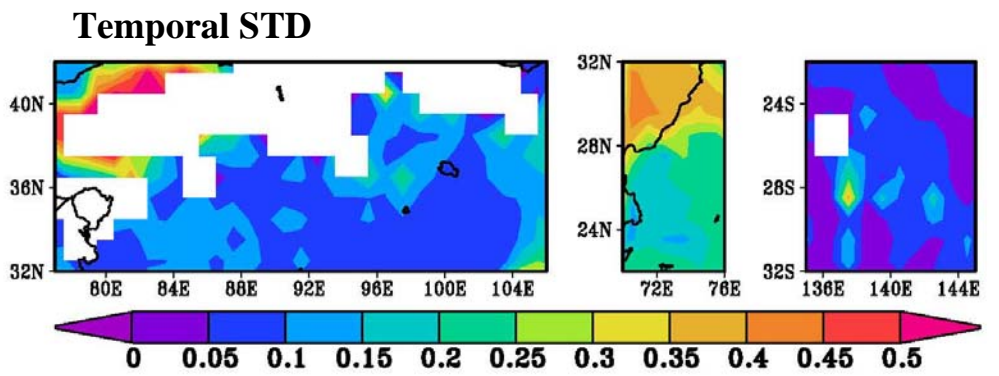 Temporal STD
40N
36N
32N
80E 84E 88E 92E 96E 100E 104E
32N
28N
24N
72E 76E
24S
28S
32S
136E 140E 144E
0 0.05 0.1 0.15 0.2 0.25 0.3 0.35 0.4 0.45 0.5